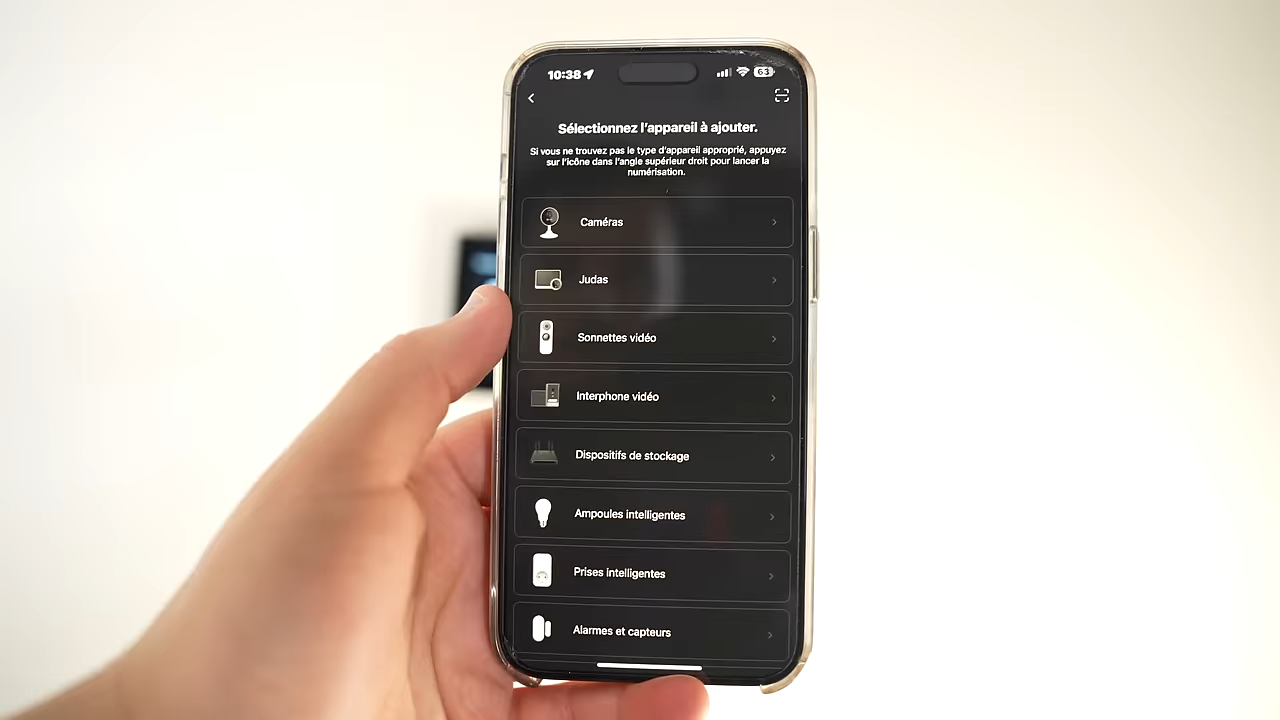 10:38
63
Sélectionnez l'appareil à ajouter.
Si vous ne trouvez pas le type d'appareil approprié, appuyez
sur l'icône dans l'angle supérieur droit pour lancer la
numérisation.
Caméras
Judas
Sonnettes vidéo
Interphone vidéo
Dispositifs de stockage
Ampoules intelligentes
Prises intelligentes
Alarmes et capteurs